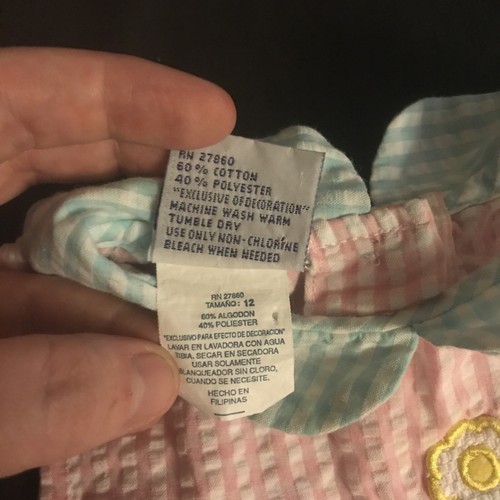 RN 27860
60% COTTON
40% POLYESTER
"EXCLUSIVE OF DECORATION"
MACHINE WASH WARM
TUMBLE DRY
USE ONLY NON-CHLORINE
BLEACH WHEN NEEDED
RN 27860
TAMAÑO: 12
60% ALGODON
40% POLIESTER
"EXCLUSIVO PARA EFECTO DE DECORACION"
LAVAR EN LAVADORA CON AGUA
TIBIA. SECAR EN SECADORA
USAR SOLAMENTE
BLANQUEADOR SIN CLORO,
CUANDO SE NECESITE.
HECHO EN
FILIPINAS